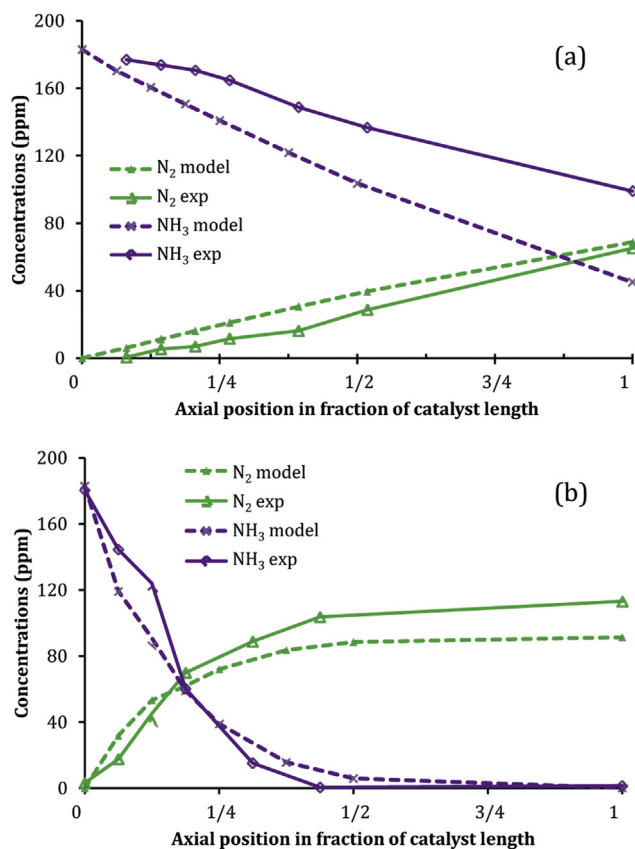 200
160
120
80
40
0
Concentrations (ppm)
(a)
N₂ model
N₂ exp
NH₃ model
NH₃ exp
0 1/4 1/2 3/4 1
Axial position in fraction of catalyst length
200
160
120
80
40
0
Concentrations (ppm)
(b)
N₂ model
N₂ exp
NH₃ model
NH₃ exp
0 1/4 1/2 3/4 1
Axial position in fraction of catalyst length